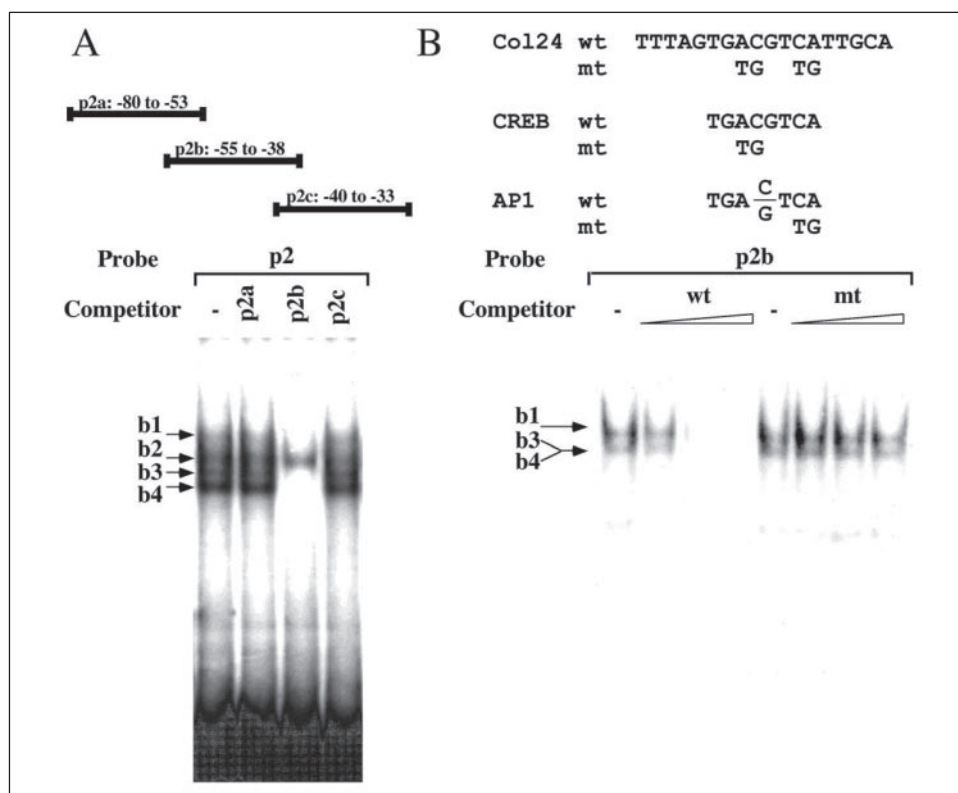 A
p2a: -80 to -53
p2b: -55 to -38
p2c: -40 to -33
Probe p2
Competitor - p2a p2b p2c
b1
b2
b3
b4
B
Col24 wt TTTAGTGACGTCATTGCA
mt TG TG
CREB wt TGACGTCA
mt TG
AP1 wt TGA C/G TCA
mt TG
Probe p2b
Competitor - wt - mt
b1
b3
b4